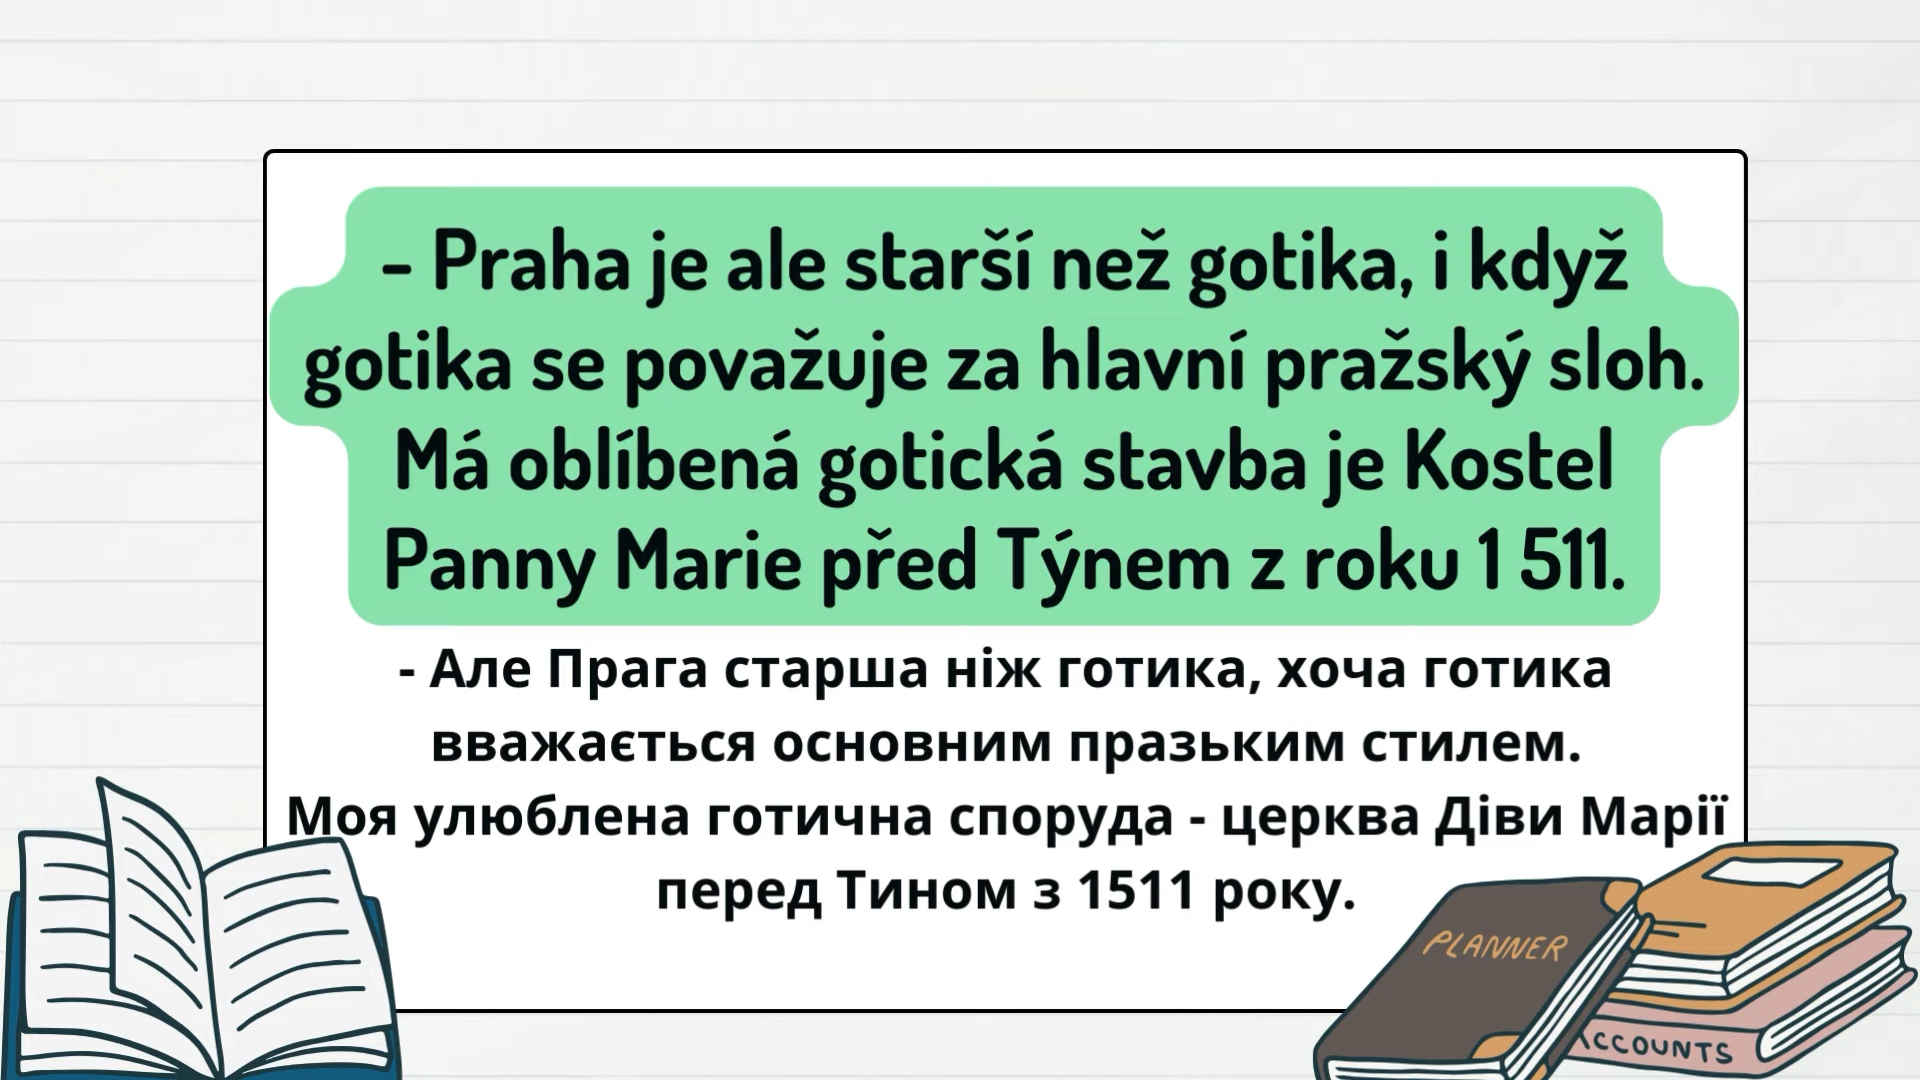 - Praha je ale starší než gotika, i když
gotika se považuje za hlavní pražský sloh.
Má oblíbená gotická stavba je Kostel
Panny Marie před Týnem z roku 1 511.
- Але Прага старша ніж готика, хоча готика
вважається основним празьким стилем.
Моя улюблена готична споруда - церква Діви Марії
перед Тином з 1511 року.
PLANNER
ACCOUNTS